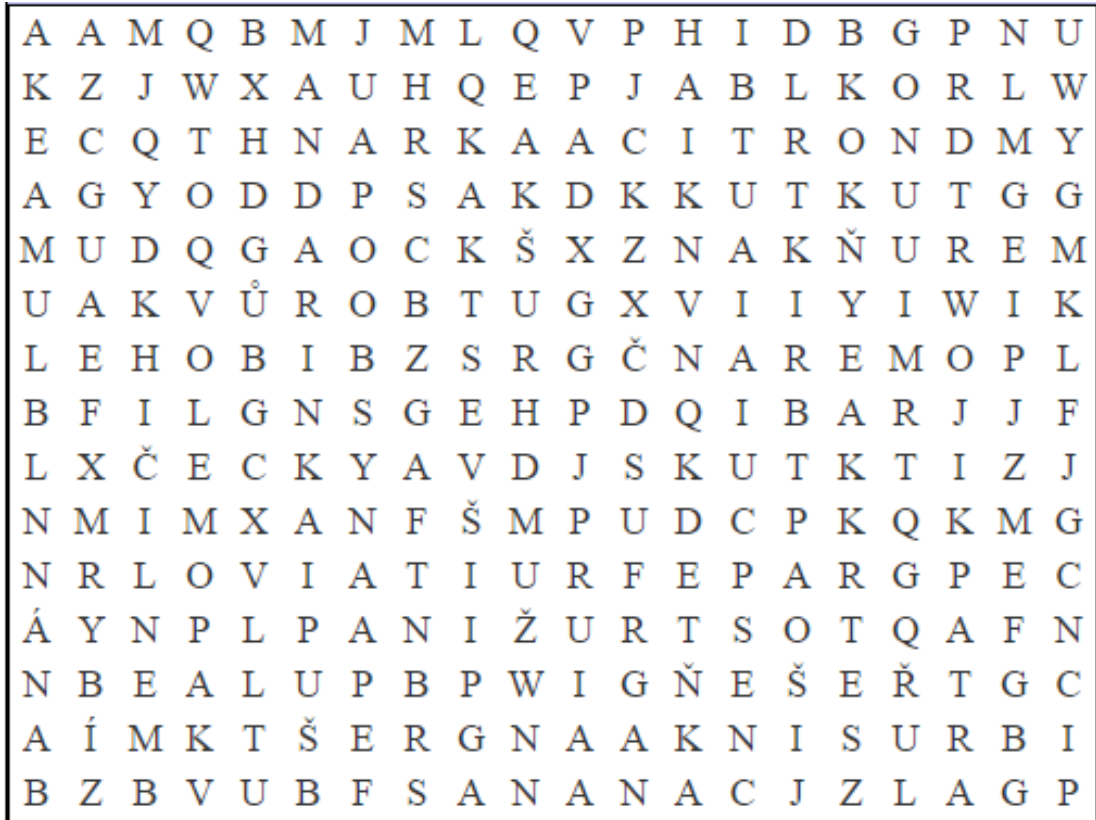 A A M Q B M J M L Q V P H I D B G P N U
K Z J W X A U H Q E P J A B L K O R L W
E C Q T H N A R K A A C I T R O N D M Y
A G Y O D D P S A K D K K U T K U T G G
M U D Q G A O C K Š X Z N A K Ň U R E M
U A K V Ů R O B T U G X V I I Y I W I K
L E H O B I B Z S R G Č N A R E M O P L
B F I L G N S G E H P D Q I B A R J J F
L X Č E C K Y A V D J S K U T K T I Z J
N M I M X A N F Š M P U D C P K Q K M G
N R L O V I A T I U R F E P A R G P E C
Á Y N P L P A N I Ž U R T S O T Q A F N
N B E A L U P B P W I G Ň E Š E Ř T G C
A Í M K T Š E R G N A A K N I S U R B I
B Z B V U B F S A N A N A C J Z L A G P